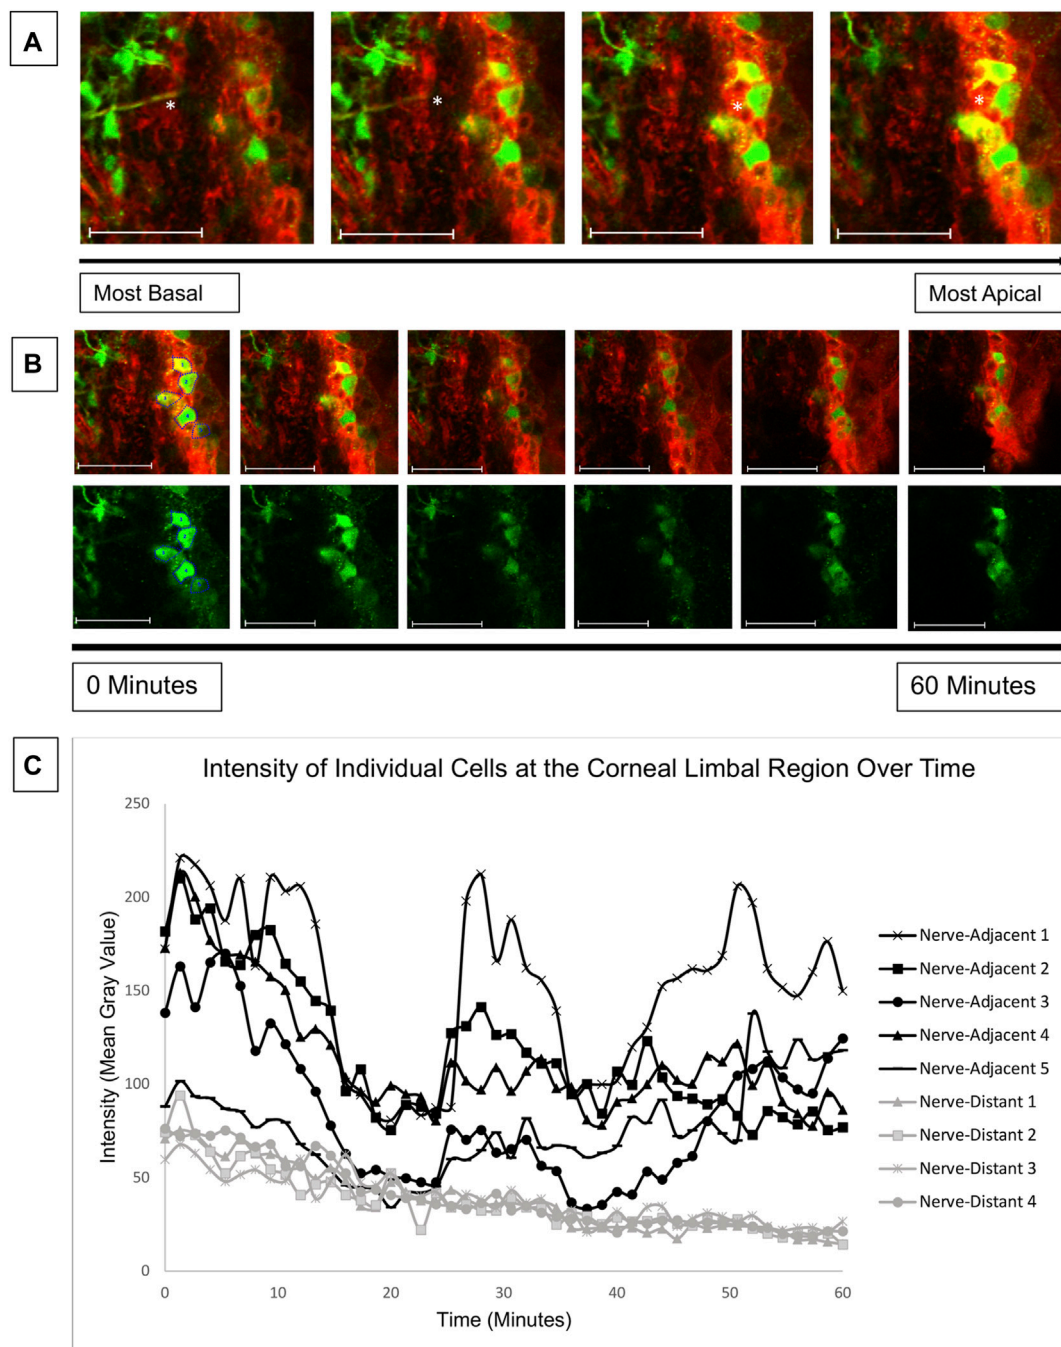 A
*
*
*
*
Most Basal
Most Apical
B
0 Minutes
60 Minutes
C
Intensity of Individual Cells at the Corneal Limbal Region Over Time
Intensity (Mean Gray Value)
250
200
150
100
50
0
0 10 20 30 40 50 60
Time (Minutes)
Nerve-Adjacent 1
Nerve-Adjacent 2
Nerve-Adjacent 3
Nerve-Adjacent 4
Nerve-Adjacent 5
Nerve-Distant 1
Nerve-Distant 2
Nerve-Distant 3
Nerve-Distant 4